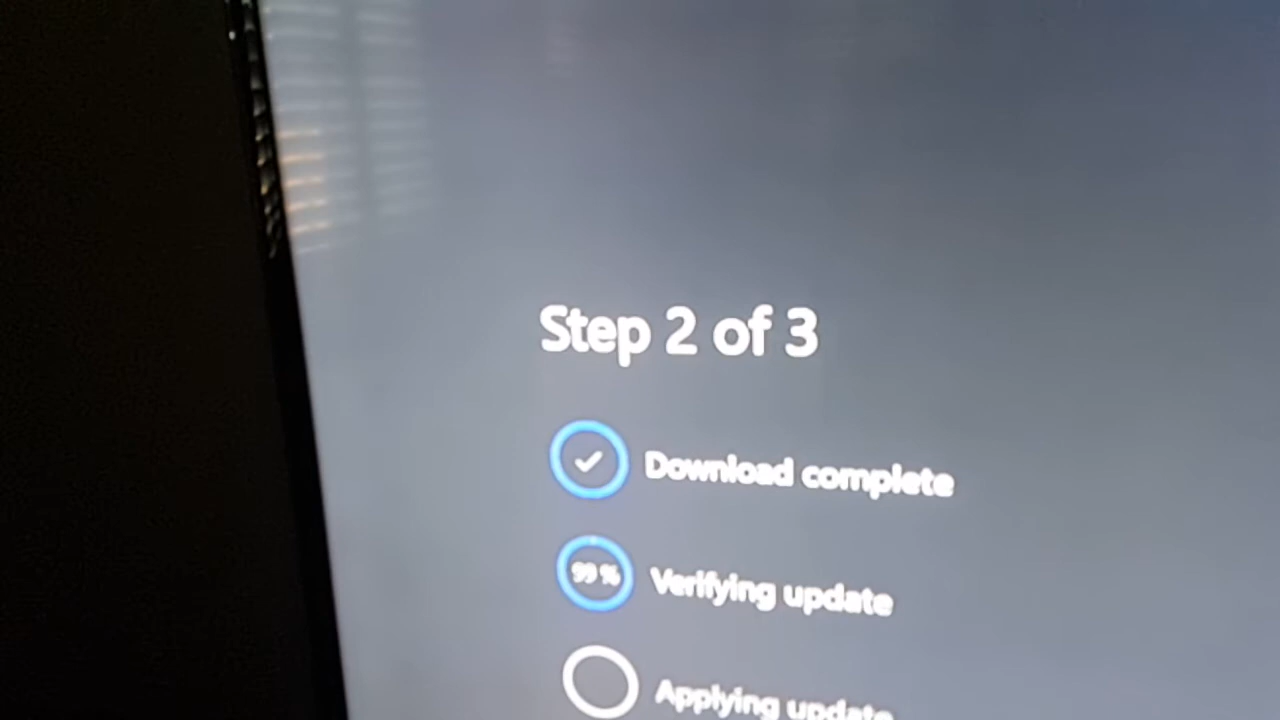 Step 2 of 3
Download complete
99 %
Verifying update
Applying update